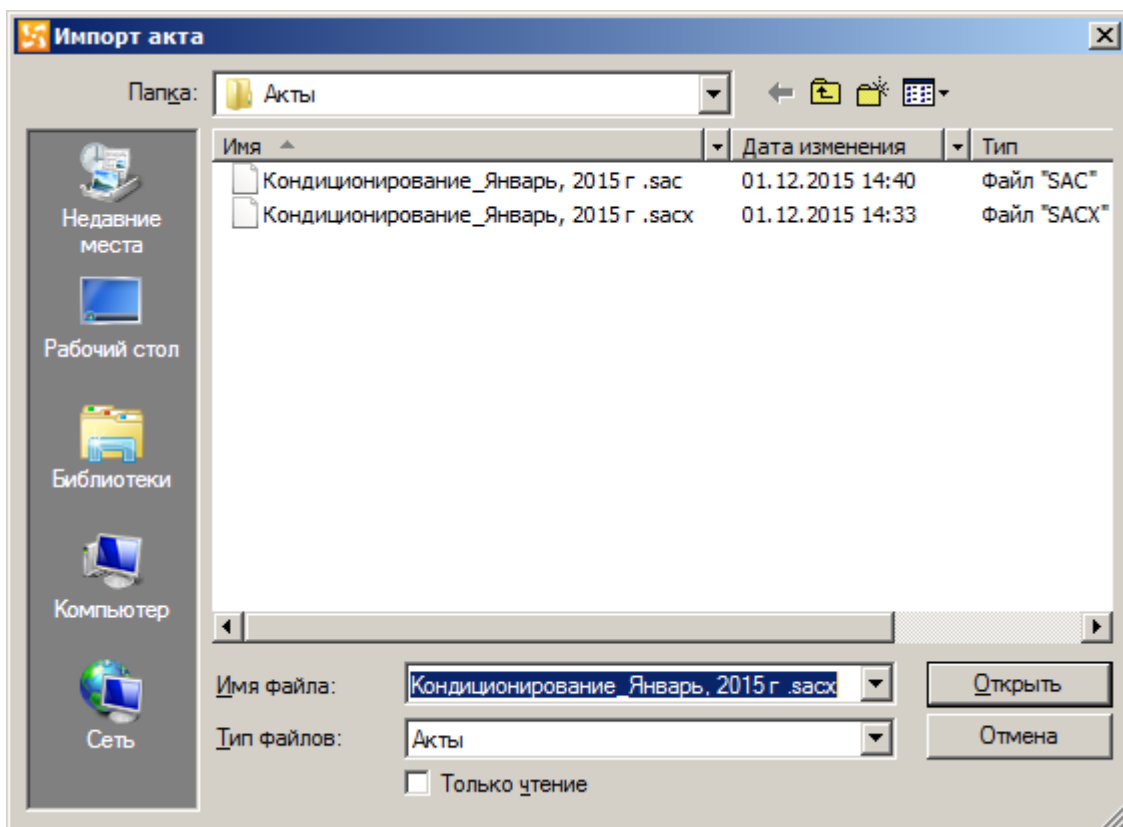 Импорт акта
Папка: Акты
Имя Дата изменения Тип
Кондиционирование_Январь, 2015 г .sac 01.12.2015 14:40 Файл "SAC"
Кондиционирование_Январь, 2015 г .sacx 01.12.2015 14:33 Файл "SACX"
Недавние
места
Рабочий стол
Библиотеки
Компьютер
Сеть
Имя файла: Кондиционирование_Январь, 2015 г .sacx Открыть
Тип файлов: Акты Отмена
Только чтение